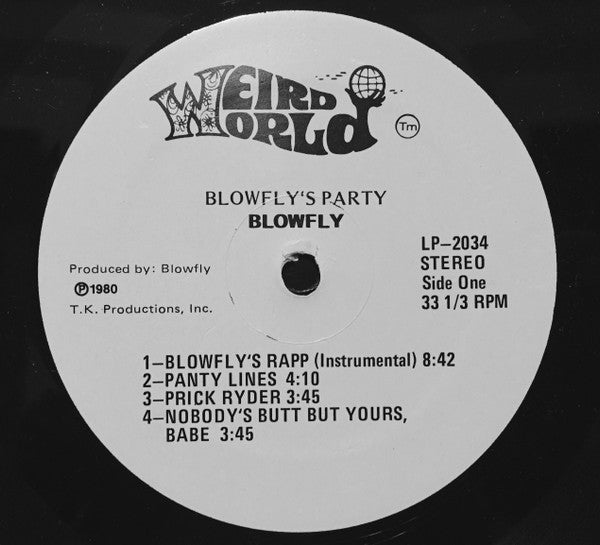 WEIRD
WORLD
Tm
BLOWFLY'S PARTY
BLOWFLY
LP-2034
STEREO
Side One
33 1/3 RPM
Produced by: Blowfly
℗1980
T.K. Productions, Inc.
1-BLOWFLY'S RAPP (Instrumental) 8:42
2-PANTY LINES 4:10
3-PRICK RYDER 3:45
4-NOBODY'S BUTT BUT YOURS,
BABE 3:45